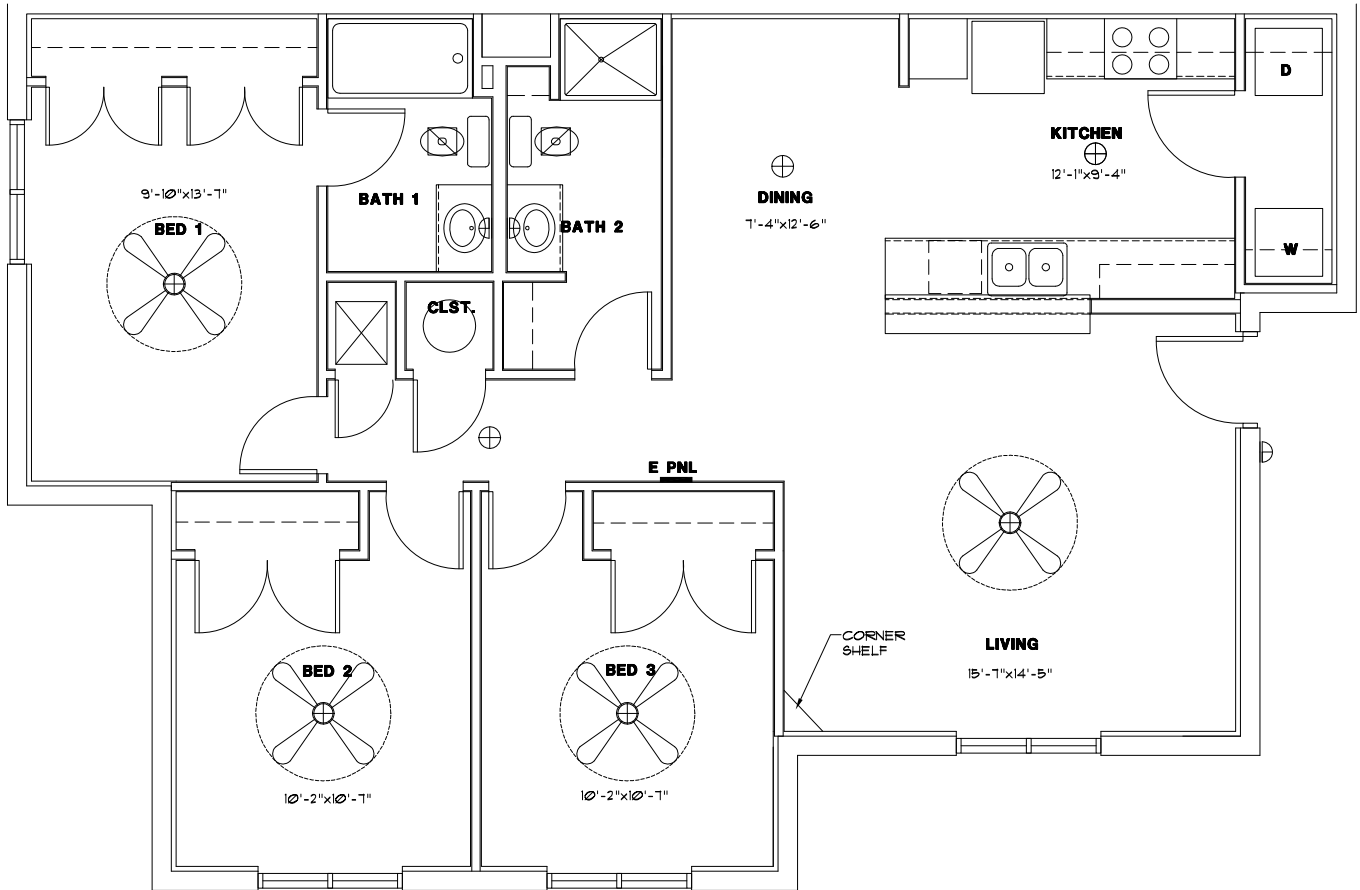 D
KITCHEN
12'-1"x9'-4"
9'-10"x13'-7"
BED 1
BATH 1
BATH 2
DINING
7'-4"x12'-6"
W
CLST.
E PNL
CORNER
SHELF
LIVING
15'-7"x14'-5"
BED 2
10'-2"x10'-7"
BED 3
10'-2"x10'-7"